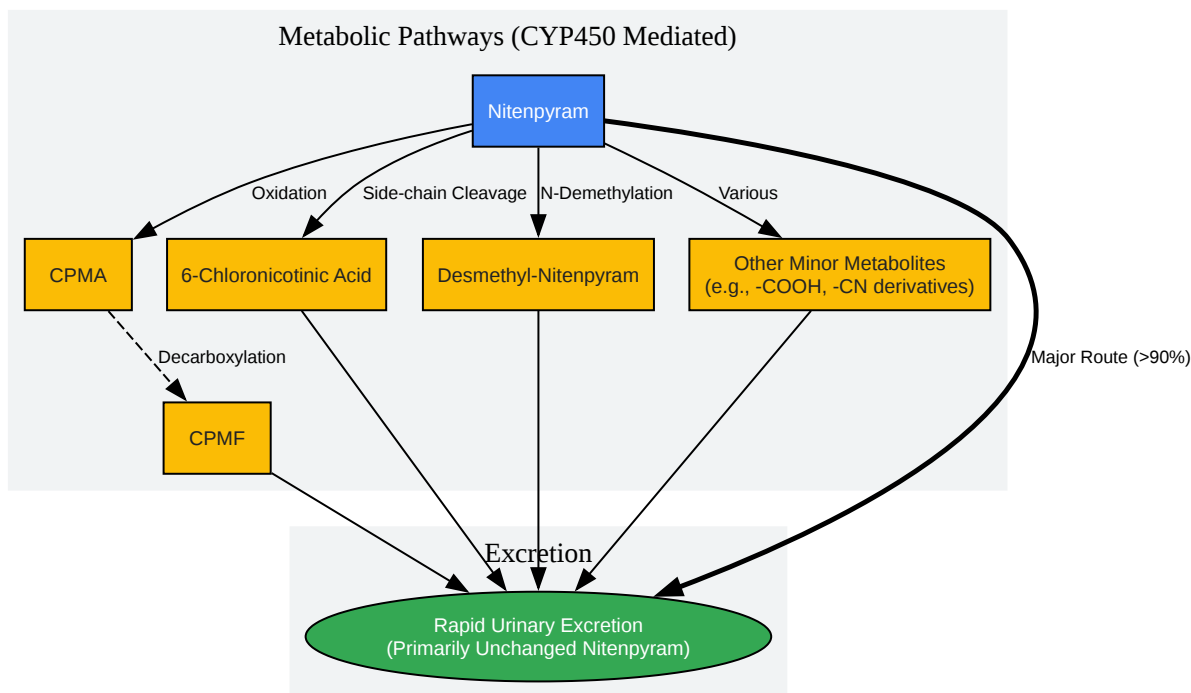 Metabolic Pathways (CYP450 Mediated)
Nitenpyram
Oxidation
Side-chain Cleavage
N-Demethylation
Various
CPMA
6-Chloronicotinic Acid
Desmethyl-Nitenpyram
Other Minor Metabolites
(e.g., -COOH, -CN derivatives)
Decarboxylation
Major Route (>90%)
CPMF
Excretion
Rapid Urinary Excretion
(Primarily Unchanged Nitenpyram)